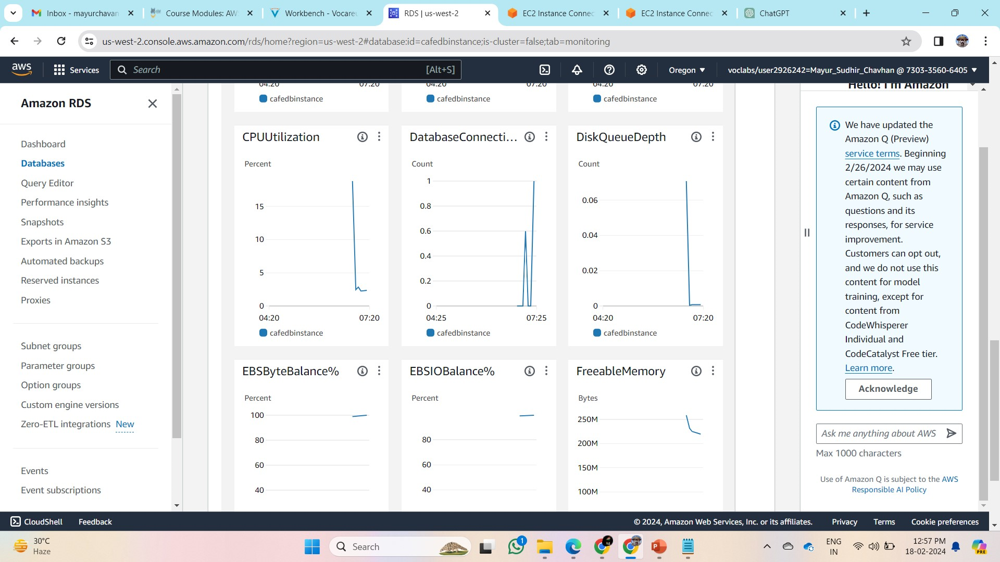 Inbox - mayurchavan
Course Modules: AW
Workbench - Vocareu
RDS | us-west-2
EC2 Instance Connec
EC2 Instance Connec
ChatGPT
us-west-2.console.aws.amazon.com/rds/home?region=us-west-2#database:id=cafedbinstance;is-cluster=false;tab=monitoring
aws
Services
Search
[Alt+S]
Oregon
voclabs/user2926242=Mayur_Sudhir_Chavhan @ 7303-3560-6405
Amazon RDS
Dashboard
Databases
Query Editor
Performance insights
Snapshots
Exports in Amazon S3
Automated backups
Reserved instances
Proxies
Subnet groups
Parameter groups
Option groups
Custom engine versions
Zero-ETL integrations New
Events
Event subscriptions
04:20 07:20
cafedbinstance
04:20 07:20
cafedbinstance
04:20 07:20
cafedbinstance
CPUUtilization
Percent
15
10
5
0
04:20 07:20
cafedbinstance
DatabaseConnecti...
Count
1
0.8
0.6
0.4
0.2
0
04:25 07:25
cafedbinstance
DiskQueueDepth
Count
0.06
0.04
0.02
0
04:20 07:20
cafedbinstance
EBSByteBalance%
Percent
100
80
60
40
EBSIOBalance%
Percent
80
60
40
FreeableMemory
Bytes
250M
200M
150M
100M
Hello! I'm Amazon
We have updated the
Amazon Q (Preview)
service terms. Beginning
2/26/2024 we may use
certain content from
Amazon Q, such as
questions and its
responses, for service
improvement.
Customers can opt out,
and we do not use this
content for model
training, except for
content from
CodeWhisperer
Individual and
CodeCatalyst Free tier.
Learn more.
Acknowledge
Ask me anything about AWS
Max 1000 characters
Use of Amazon Q is subject to the AWS
Responsible AI Policy
CloudShell
Feedback
© 2024, Amazon Web Services, Inc. or its affiliates.
Privacy
Terms
Cookie preferences
30°C
Haze
Search
1
ENG
IN
12:57 PM
18-02-2024
PRE